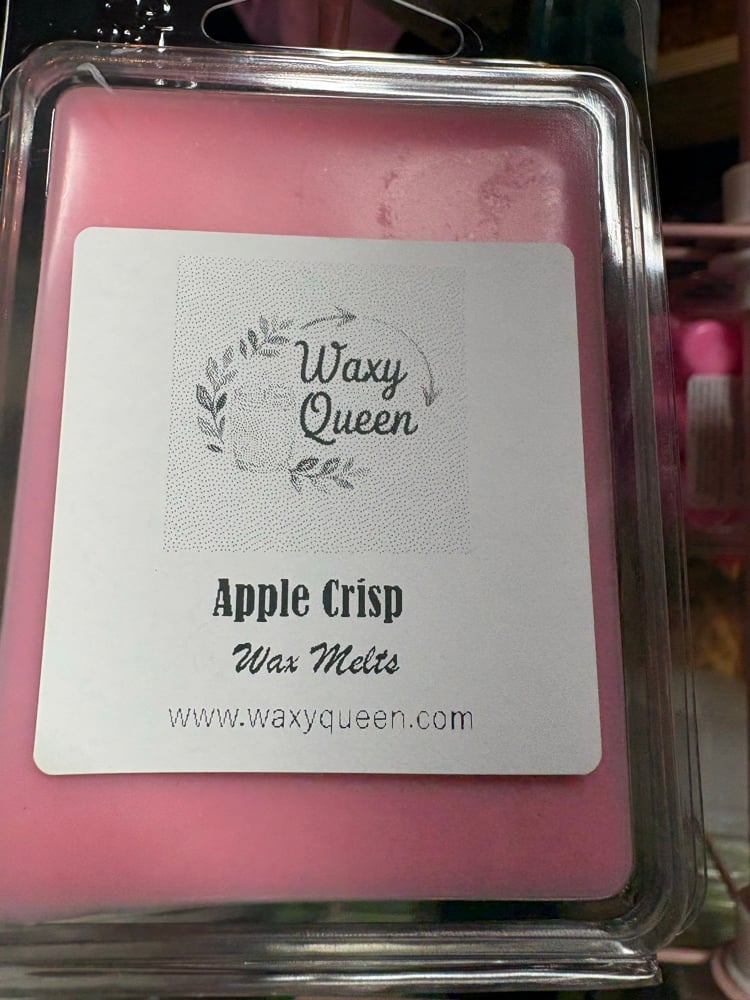 Waxy
Queen
Apple Crisp
Wax Melts
www.waxyqueen.com